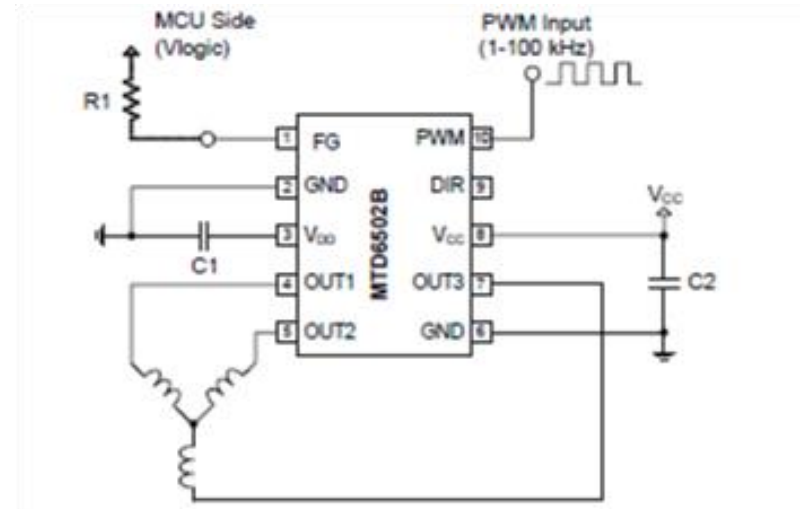 MCU Side
(Vlogic)
PWM Input
(1-100 kHz)
R1
1
FG
PWM
10
2
GND
DIR
9
VCC
3
VDD
VCC
8
C1
MTD6502B
4
OUT1
OUT3
7
C2
5
OUT2
GND
6